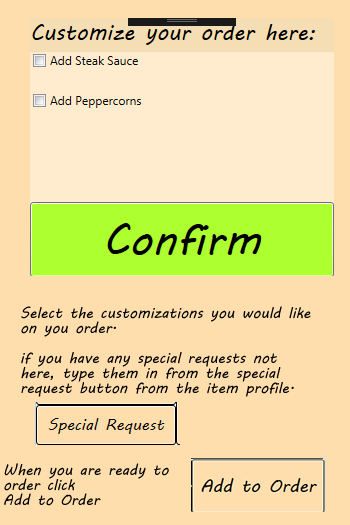 Customize your order here:
Add Steak Sauce
Add Peppercorns
Confirm
Select the customizations you would like
on you order.
if you have any special requests not
here, type them in from the special
request button from the item profile.
Special Request
When you are ready to
order click
Add to Order
Add to Order